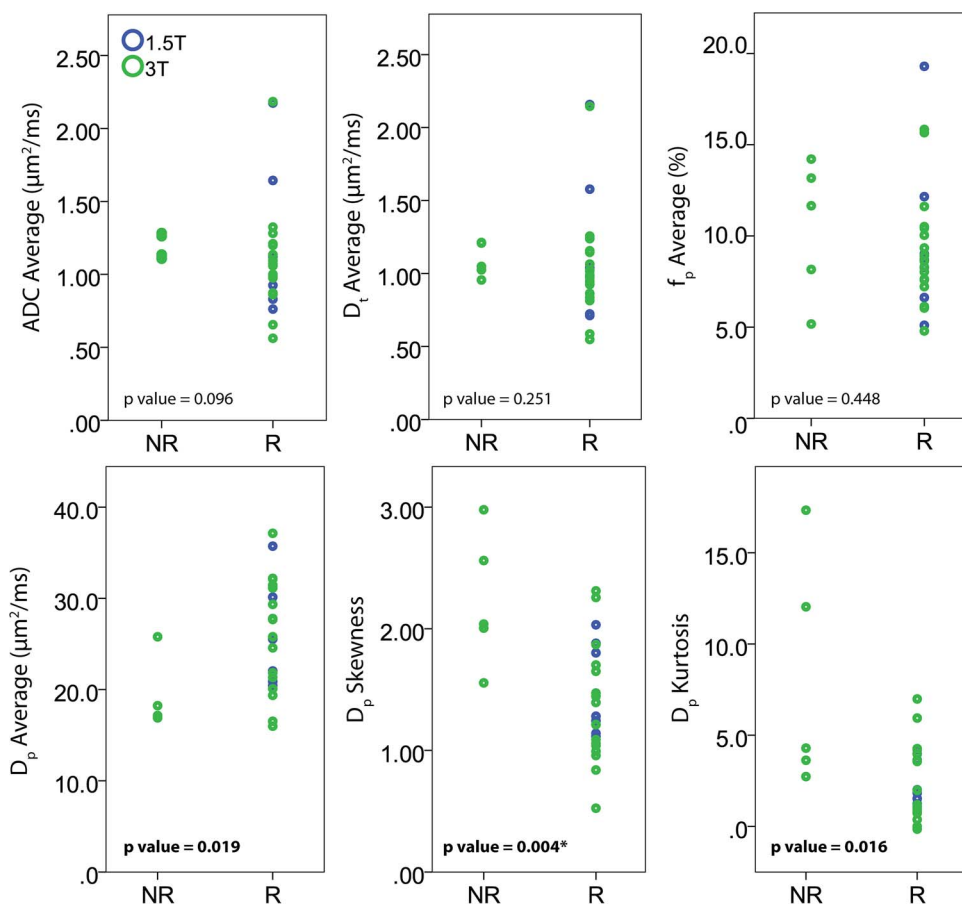 1.5T
3T
ADC Average (μm²/ms)
2.50
2.00
1.50
1.00
.50
.00
p value = 0.096
NR
R
Dₜ Average (μm²/ms)
2.50
2.00
1.50
1.00
.50
.00
p value = 0.251
NR
R
fₚ Average (%)
20.0
15.0
10.0
5.0
.0
p value = 0.448
NR
R
Dₚ Average (μm²/ms)
40.0
30.0
20.0
10.0
.0
p value = 0.019
NR
R
Dₚ Skewness
3.00
2.00
1.00
.00
p value = 0.004*
NR
R
Dₚ Kurtosis
15.0
10.0
5.0
.0
p value = 0.016
NR
R